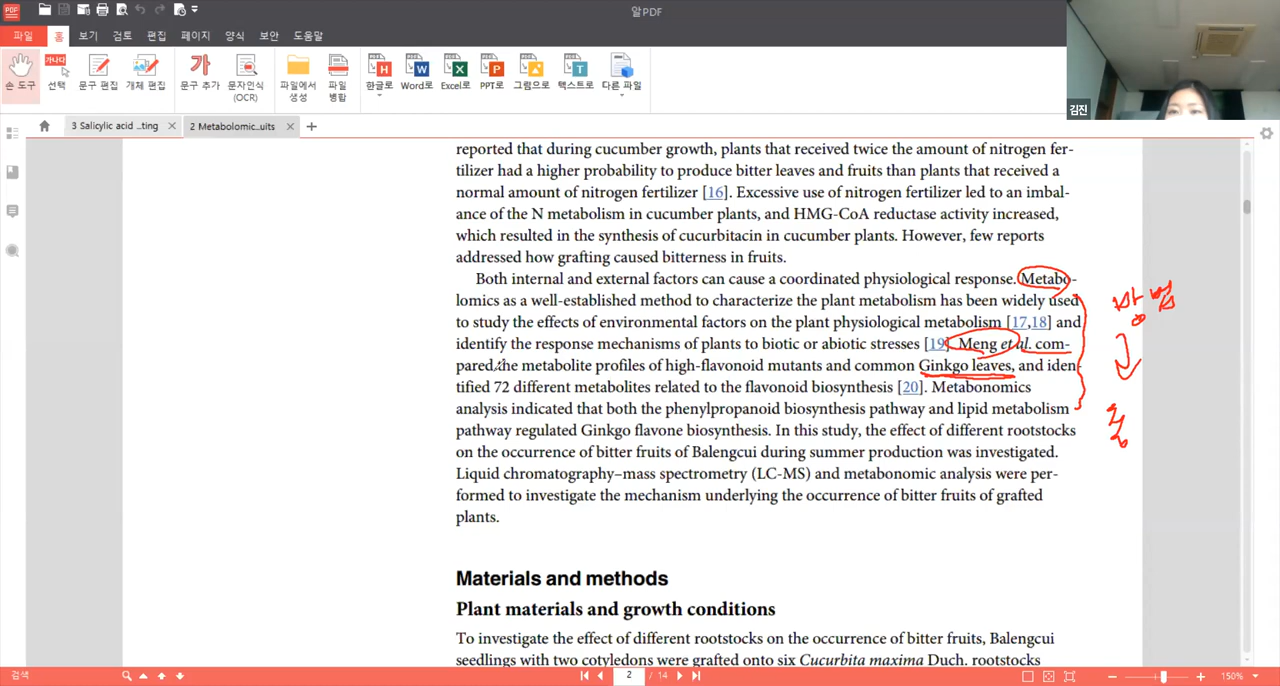 알PDF
파일 홈 보기 검토 편집 페이지 양식 보안 도움말
손 도구 선택 문구 편집 개체 편집 문구 추가 문자인식 (OCR) 파일에서 생성 파일 병합 한글로 Word로 Excel로 PPT로 그림으로 텍스트로 다른 파일
김진
3 Salicylic acid ...ting 2 Metabolomic...uits
reported that during cucumber growth, plants that received twice the amount of nitrogen fer-
tilizer had a higher probability to produce bitter leaves and fruits than plants that received a
normal amount of nitrogen fertilizer [16]. Excessive use of nitrogen fertilizer led to an imbal-
ance of the N metabolism in cucumber plants, and HMG-CoA reductase activity increased,
which resulted in the synthesis of cucurbitacin in cucumber plants. However, few reports
addressed how grafting caused bitterness in fruits.
Both internal and external factors can cause a coordinated physiological response. Metabo-
lomics as a well-established method to characterize the plant metabolism has been widely used
to study the effects of environmental factors on the plant physiological metabolism [17,18] and
identify the response mechanisms of plants to biotic or abiotic stresses [19]. Meng et al. com-
pared the metabolite profiles of high-flavonoid mutants and common Ginkgo leaves, and iden-
tified 72 different metabolites related to the flavonoid biosynthesis [20]. Metabonomics
analysis indicated that both the phenylpropanoid biosynthesis pathway and lipid metabolism
pathway regulated Ginkgo flavone biosynthesis. In this study, the effect of different rootstocks
on the occurrence of bitter fruits of Balengcui during summer production was investigated.
Liquid chromatography–mass spectrometry (LC-MS) and metabonomic analysis were per-
formed to investigate the mechanism underlying the occurrence of bitter fruits of grafted
plants.
방법
Materials and methods
Plant materials and growth conditions
To investigate the effect of different rootstocks on the occurrence of bitter fruits, Balengcui
seedlings with two cotyledons were grafted onto six Cucurbita maxima Duch. rootstocks
검색 2 / 14 150%